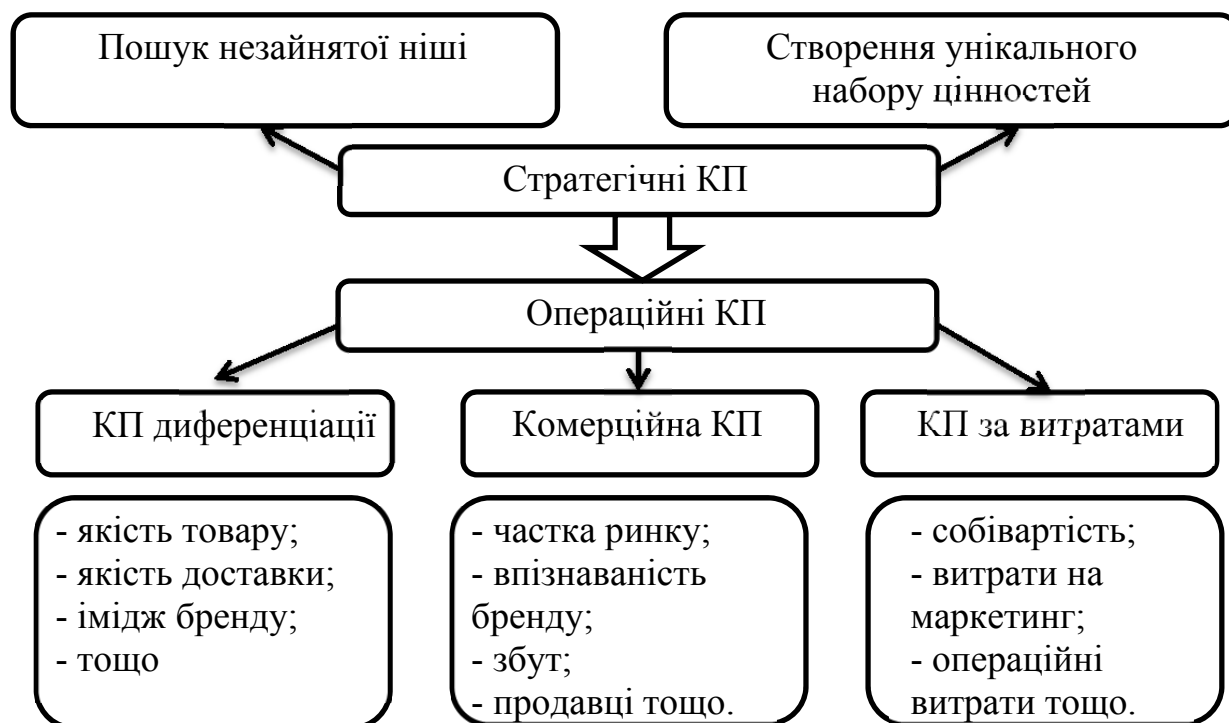 Пошук незайнятої ніші
Створення унікального
набору цінностей
Стратегічні КП
Операційні КП
КП диференціації
Комерційна КП
КП за витратами
- якість товару;
- якість доставки;
- імідж бренду;
- тощо
- частка ринку;
- впізнаваність
бренду;
- збут;
- продавці тощо.
- собівартість;
- витрати на
маркетинг;
- операційні
витрати тощо.